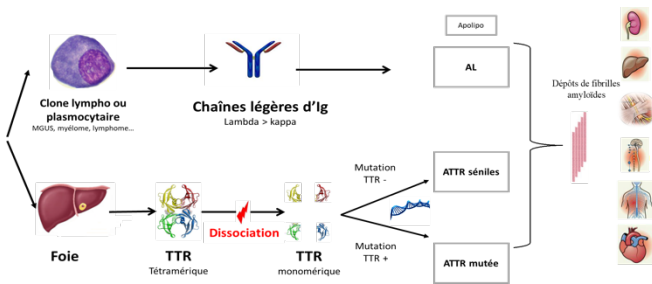 Apolipo
AL
Clone lympho ou
plasmocytaire
MGUS, myélome, lymphome...
Chaînes légères d'Ig
Lambda > kappa
Dépôts de fibrilles
amyloïdes
Mutation
TTR -
ATTR séniles
Dissociation
Foie
TTR
Tétramérique
TTR
monomérique
Mutation
TTR +
ATTR mutée